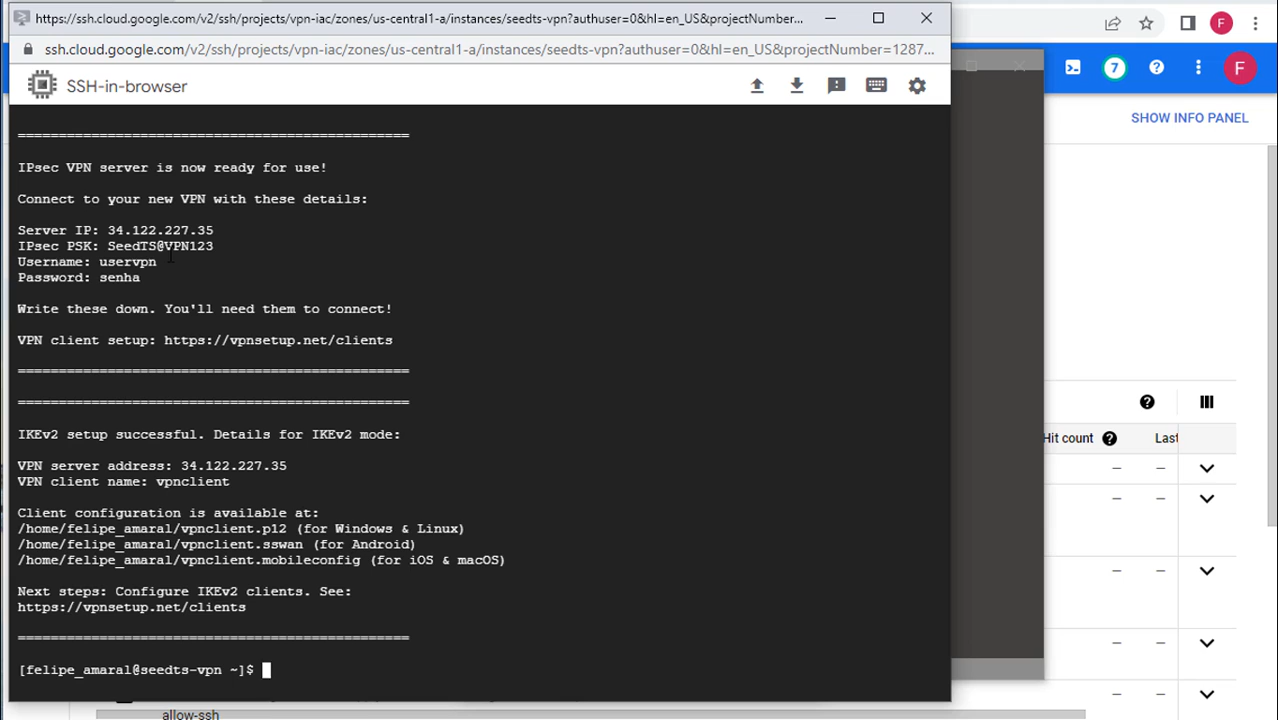 https://ssh.cloud.google.com/v2/ssh/projects/vpn-iac/zones/us-central1-a/instances/seedts-vpn?authuser=0&hl=en_US&projectNumber...
ssh.cloud.google.com/v2/ssh/projects/vpn-iac/zones/us-central1-a/instances/seedts-vpn?authuser=0&hl=en_US&projectNumber=1287...
F
SSH-in-browser
7
F
SHOW INFO PANEL
==================================================
IPsec VPN server is now ready for use!
Connect to your new VPN with these details:
Server IP: 34.122.227.35
IPsec PSK: SeedTS@VPN123
Username: uservpn
Password: senha
Write these down. You'll need them to connect!
VPN client setup: https://vpnsetup.net/clients
==================================================
==================================================
IKEv2 setup successful. Details for IKEv2 mode:
VPN server address: 34.122.227.35
VPN client name: vpnclient
Client configuration is available at:
/home/felipe_amaral/vpnclient.p12 (for Windows & Linux)
/home/felipe_amaral/vpnclient.sswan (for Android)
/home/felipe_amaral/vpnclient.mobileconfig (for iOS & macOS)
Next steps: Configure IKEv2 clients. See:
https://vpnsetup.net/clients
==================================================
[felipe_amaral@seedts-vpn ~]$
Hit count Last
allow-ssh